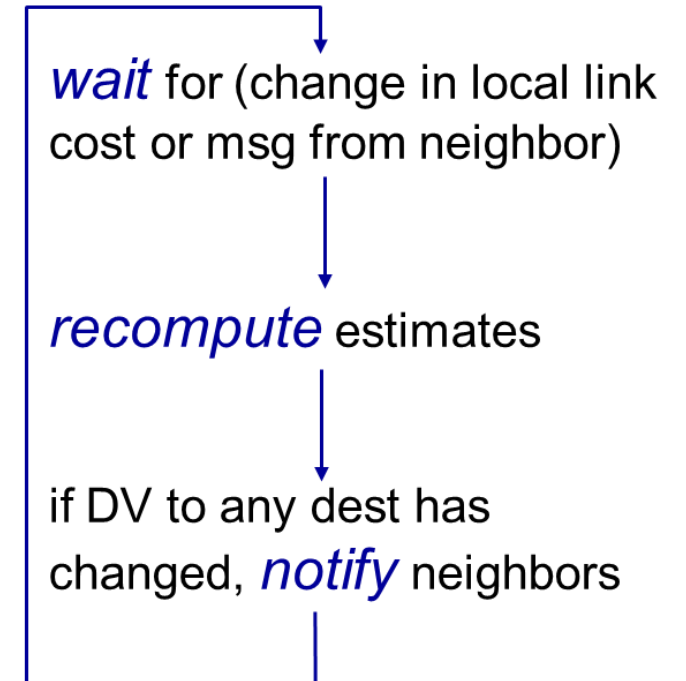 wait for (change in local link
cost or msg from neighbor)
recompute estimates
if DV to any dest has
changed, notify neighbors